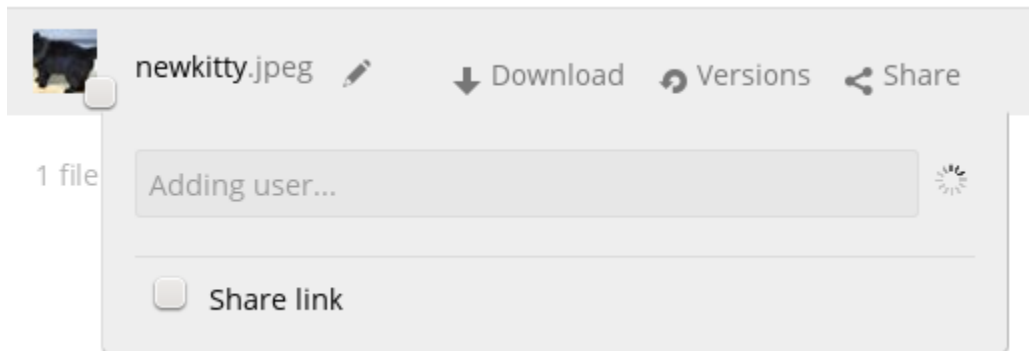 newkitty.jpeg Download Versions Share
1 file
Adding user...
Share link